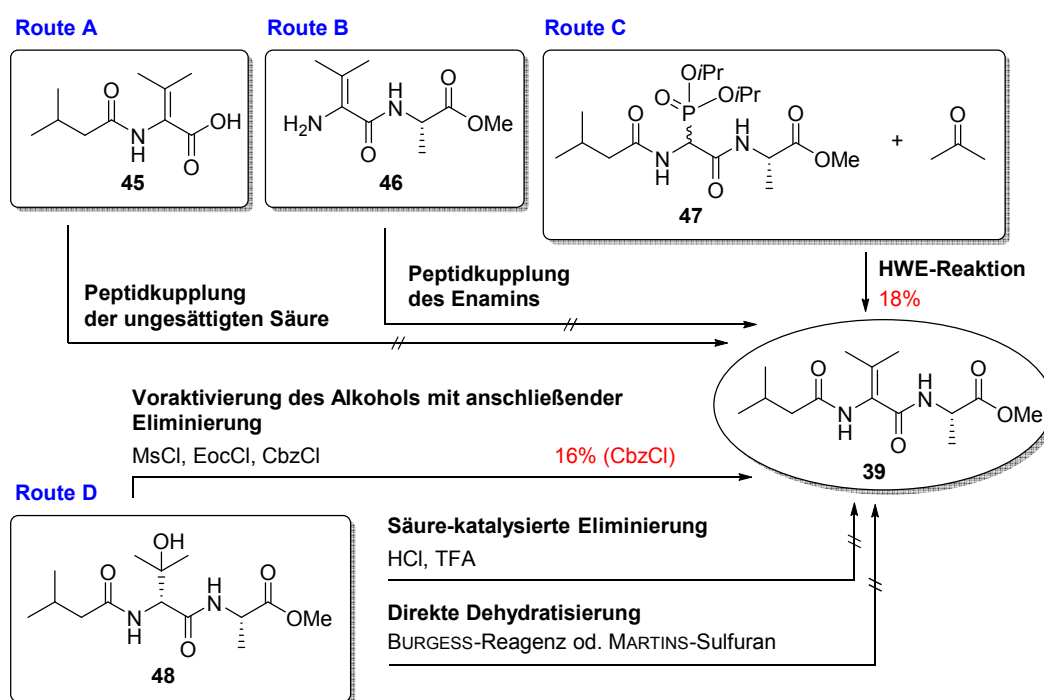 Route A
Route B
Route C
O
OH
N
H
O
45
H2N
O
H
N
O
OMe
46
OiPr
O
P
OiPr
O
N
H
O
H
N
O
OMe
47
+
O
Peptidkupplung
der ungesättigten Säure
Peptidkupplung
des Enamins
HWE-Reaktion
18%
Voraktivierung des Alkohols mit anschließender
Eliminierung
MsCl, EocCl, CbzCl
16% (CbzCl)
O
N
H
O
H
N
O
OMe
39
Route D
OH
O
N
H
O
H
N
O
OMe
48
Säure-katalysierte Eliminierung
HCl, TFA
Direkte Dehydratisierung
BURGESS-Reagenz od. MARTINS-Sulfuran